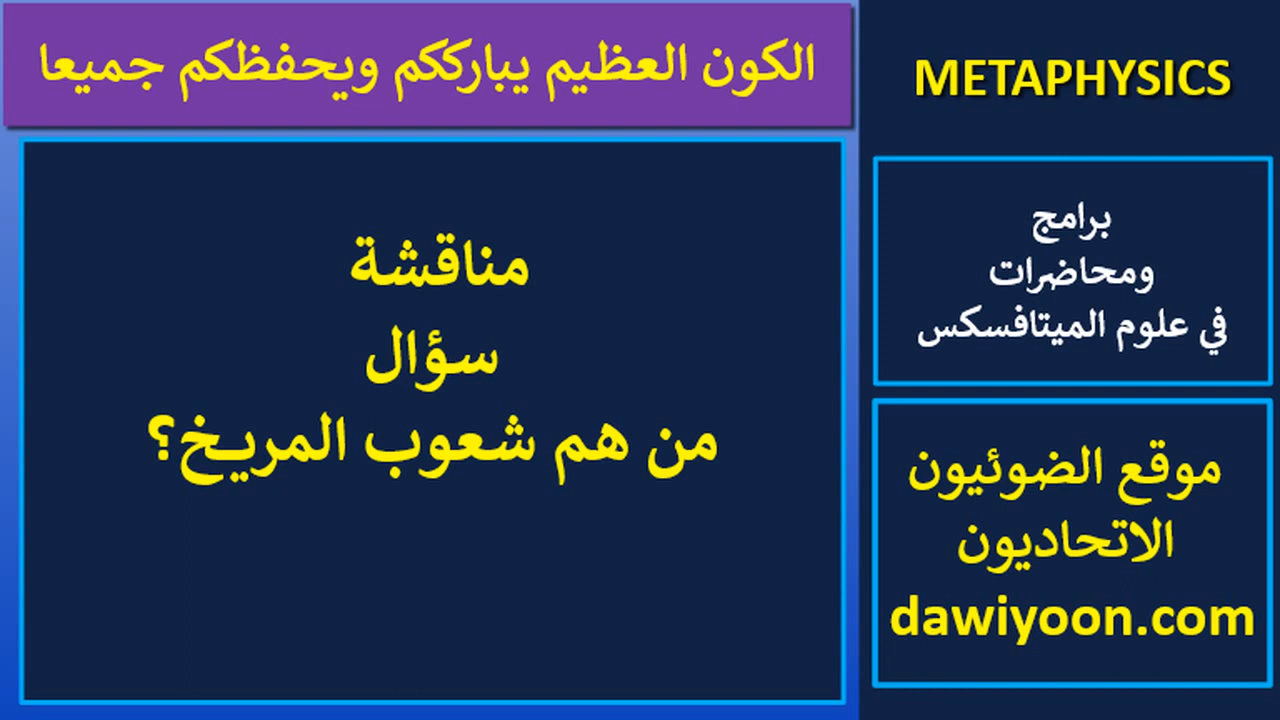 الكون العظيم يبارككم ويحفظكم جميعا
METAPHYSICS
مناقشة
سؤال
من هم شعوب المريخ؟
برامج
ومحاضرات
في علوم الميتافسكس
موقع الضوئيون
الاتحاديون
dawiyoon.com